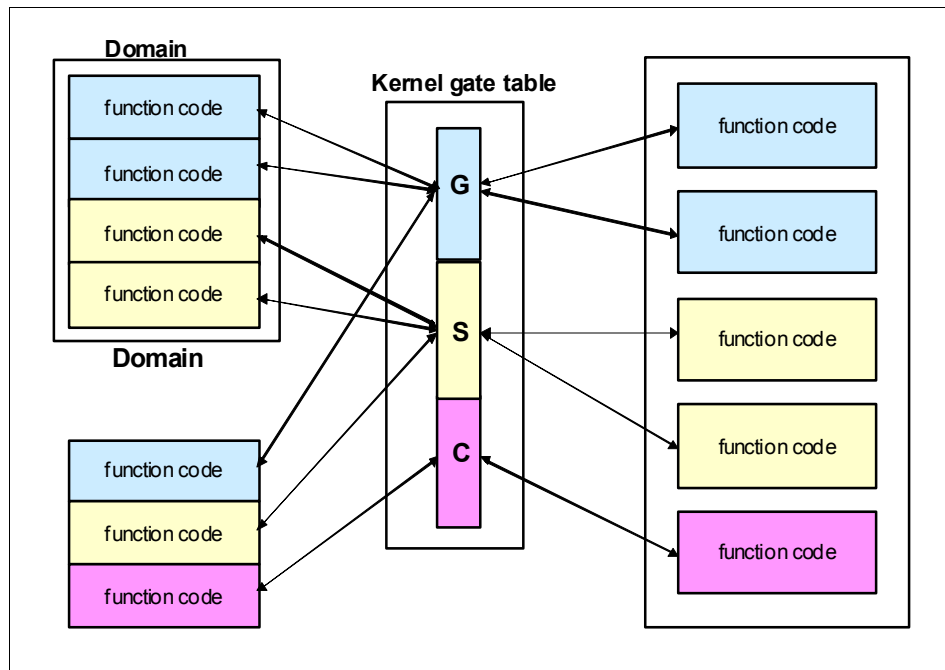 Domain
function code
function code
function code
function code
Domain
function code
function code
function code
Kernel gate table
G
S
C
function code
function code
function code
function code
function code